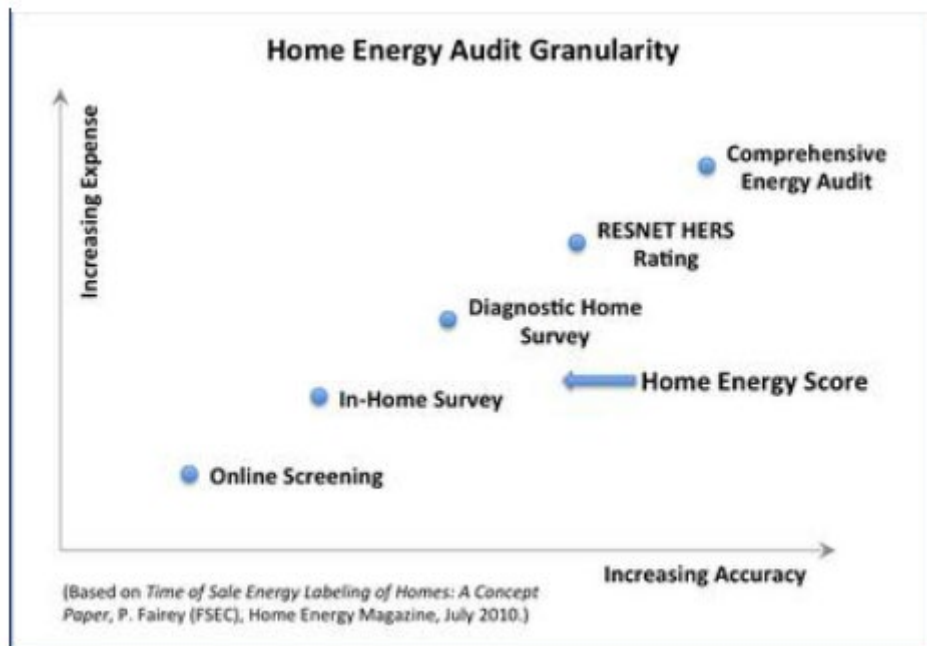 Home Energy Audit Granularity
Increasing Expense
Comprehensive
Energy Audit
RESNET HERS
Rating
Diagnostic Home
Survey
Home Energy Score
In-Home Survey
Online Screening
Increasing Accuracy
(Based on Time of Sale Energy Labeling of Homes: A Concept
Paper, P. Fairey (FSEC), Home Energy Magazine, July 2010.)